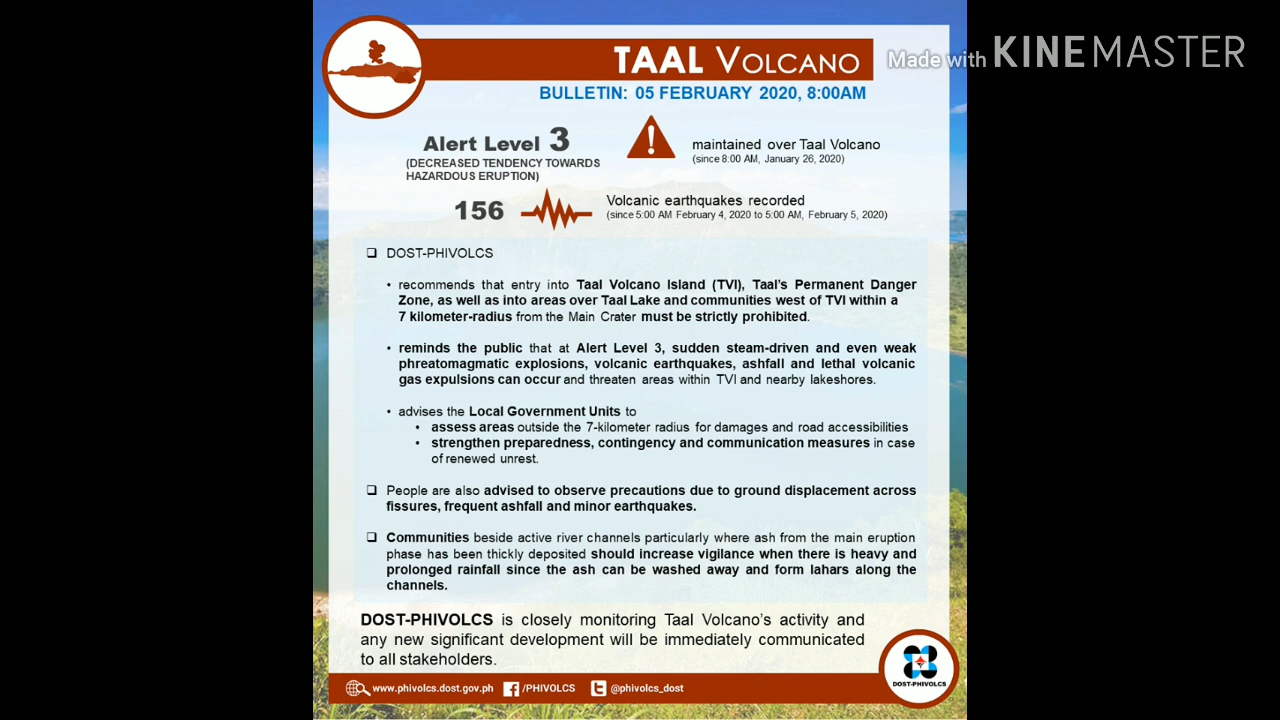 TAAL VOLCANO
Made with KINEMASTER
BULLETIN: 05 FEBRUARY 2020, 8:00AM
Alert Level 3
(DECREASED TENDENCY TOWARDS
HAZARDOUS ERUPTION)
maintained over Taal Volcano
(since 8:00 AM, January 26, 2020)
156
Volcanic earthquakes recorded
(since 5:00 AM February 4, 2020 to 5:00 AM, February 5, 2020)
❑ DOST-PHIVOLCS
• recommends that entry into Taal Volcano Island (TVI), Taal's Permanent Danger
Zone, as well as into areas over Taal Lake and communities west of TVI within a
7 kilometer-radius from the Main Crater must be strictly prohibited.
• reminds the public that at Alert Level 3, sudden steam-driven and even weak
phreatomagmatic explosions, volcanic earthquakes, ashfall and lethal volcanic
gas expulsions can occur and threaten areas within TVI and nearby lakeshores.
• advises the Local Government Units to
• assess areas outside the 7-kilometer radius for damages and road accessibilities
• strengthen preparedness, contingency and communication measures in case
of renewed unrest.
❑ People are also advised to observe precautions due to ground displacement across
fissures, frequent ashfall and minor earthquakes.
❑ Communities beside active river channels particularly where ash from the main eruption
phase has been thickly deposited should increase vigilance when there is heavy and
prolonged rainfall since the ash can be washed away and form lahars along the
channels.
DOST-PHIVOLCS is closely monitoring Taal Volcano's activity and
any new significant development will be immediately communicated
to all stakeholders.
DOST-PHIVOLCS
www.phivolcs.dost.gov.ph /PHIVOLCS @phivolcs_dost